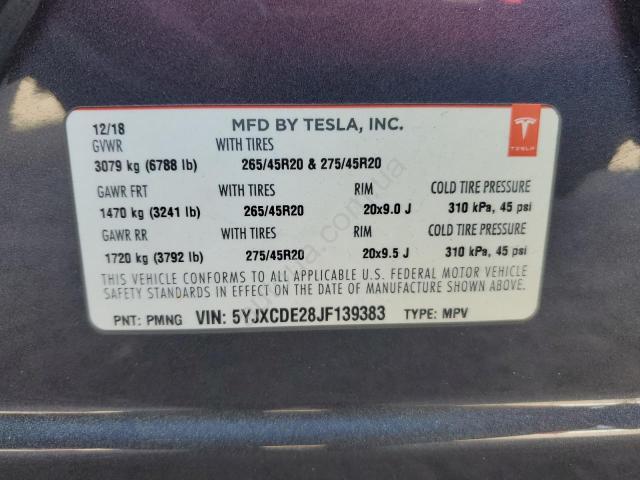 12/18 MFD BY TESLA, INC.
GVWR WITH TIRES
3079 kg (6788 lb) 265/45R20 & 275/45R20
TESLA
GAWR FRT WITH TIRES RIM COLD TIRE PRESSURE
1470 kg (3241 lb) 265/45R20 20x9.0 J 310 kPa, 45 psi
GAWR RR WITH TIRES RIM COLD TIRE PRESSURE
1720 kg (3792 lb) 275/45R20 20x9.5 J 310 kPa, 45 psi
THIS VEHICLE CONFORMS TO ALL APPLICABLE U.S. FEDERAL MOTOR VEHICLE
SAFETY STANDARDS IN EFFECT ON THE DATE OF MANUFACTURE SHOWN ABOVE.
PNT: PMNG VIN: 5YJXCDE28JF139383 TYPE: MPV